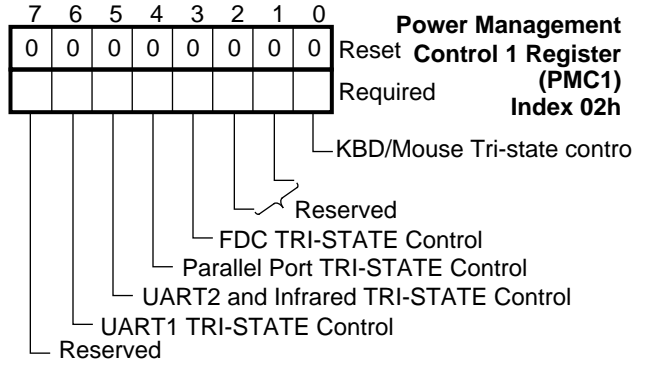 7 6 5 4 3 2 1 0
Power Management
0 0 0 0 0 0 0 0 Reset Control 1 Register
(PMC1)
Required
Index 02h
KBD/Mouse Tri-state contro
Reserved
FDC TRI-STATE Control
Parallel Port TRI-STATE Control
UART2 and Infrared TRI-STATE Control
UART1 TRI-STATE Control
Reserved